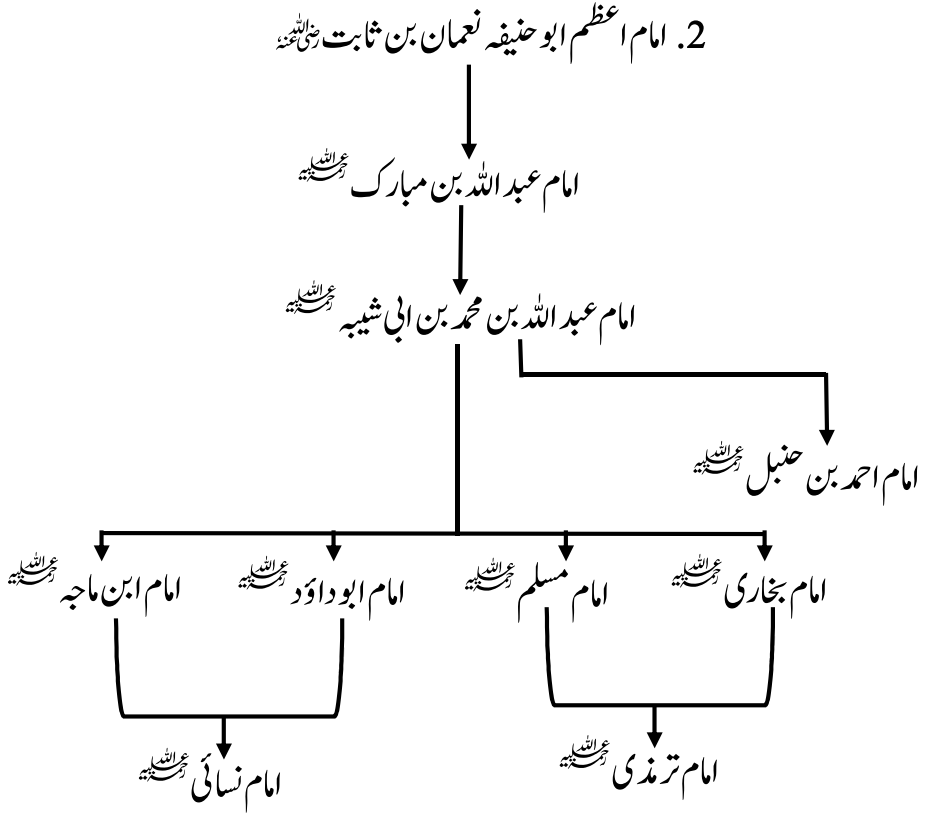 2. امام اعظم ابو حنیفہ نعمان بن ثابت رضی اللہ عنہ
امام عبد اللہ بن مبارک رحمۃ اللہ علیہ
امام عبد اللہ بن محمد بن ابی شیبہ رحمۃ اللہ علیہ
امام احمد بن حنبل رحمۃ اللہ علیہ
امام بخاری رحمۃ اللہ علیہ
امام مسلم رحمۃ اللہ علیہ
امام ابو داؤد رحمۃ اللہ علیہ
امام ابن ماجہ رحمۃ اللہ علیہ
امام ترمذی رحمۃ اللہ علیہ
امام نسائی رحمۃ اللہ علیہ